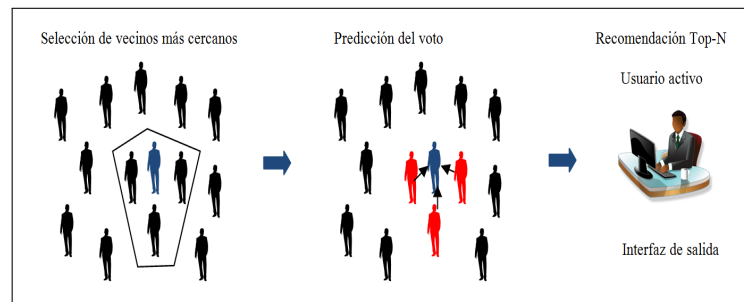 Selección de vecinos más cercanos
Predicción del voto
Recomendación Top-N
Usuario activo
Interfaz de salida